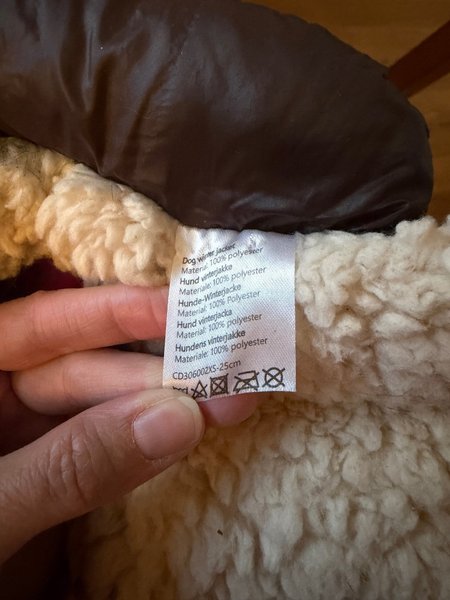 Dog winter jacket
Material: 100% polyester
Hund vinterjakke
Materiale: 100% polyester
Hunde-Winterjacke
Material: 100% Polyester
Hund vinterjacka
Material: 100% polyester
Hundens vinterjakke
Materiale: 100% polyester
CD306002XS-25cm